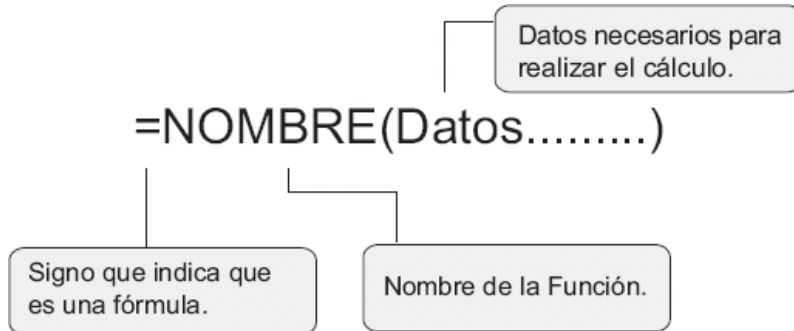 Datos necesarios para
realizar el cálculo.
=NOMBRE(Datos.........)
Signo que indica que
es una fórmula.
Nombre de la Función.